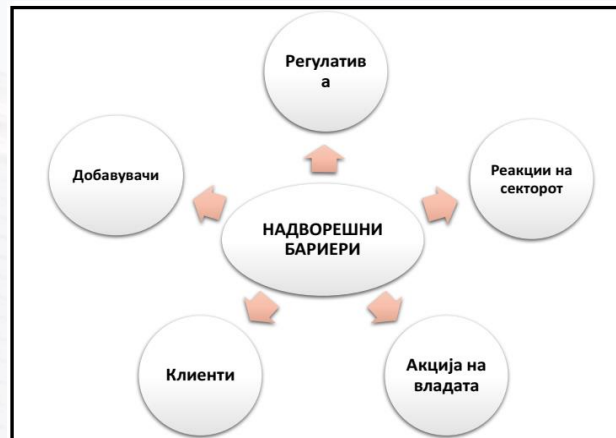 Регулатив
а
Добавувачи
Реакции на
секторот
НАДВОРЕШНИ
БАРИЕРИ
Клиенти
Акција на
владата